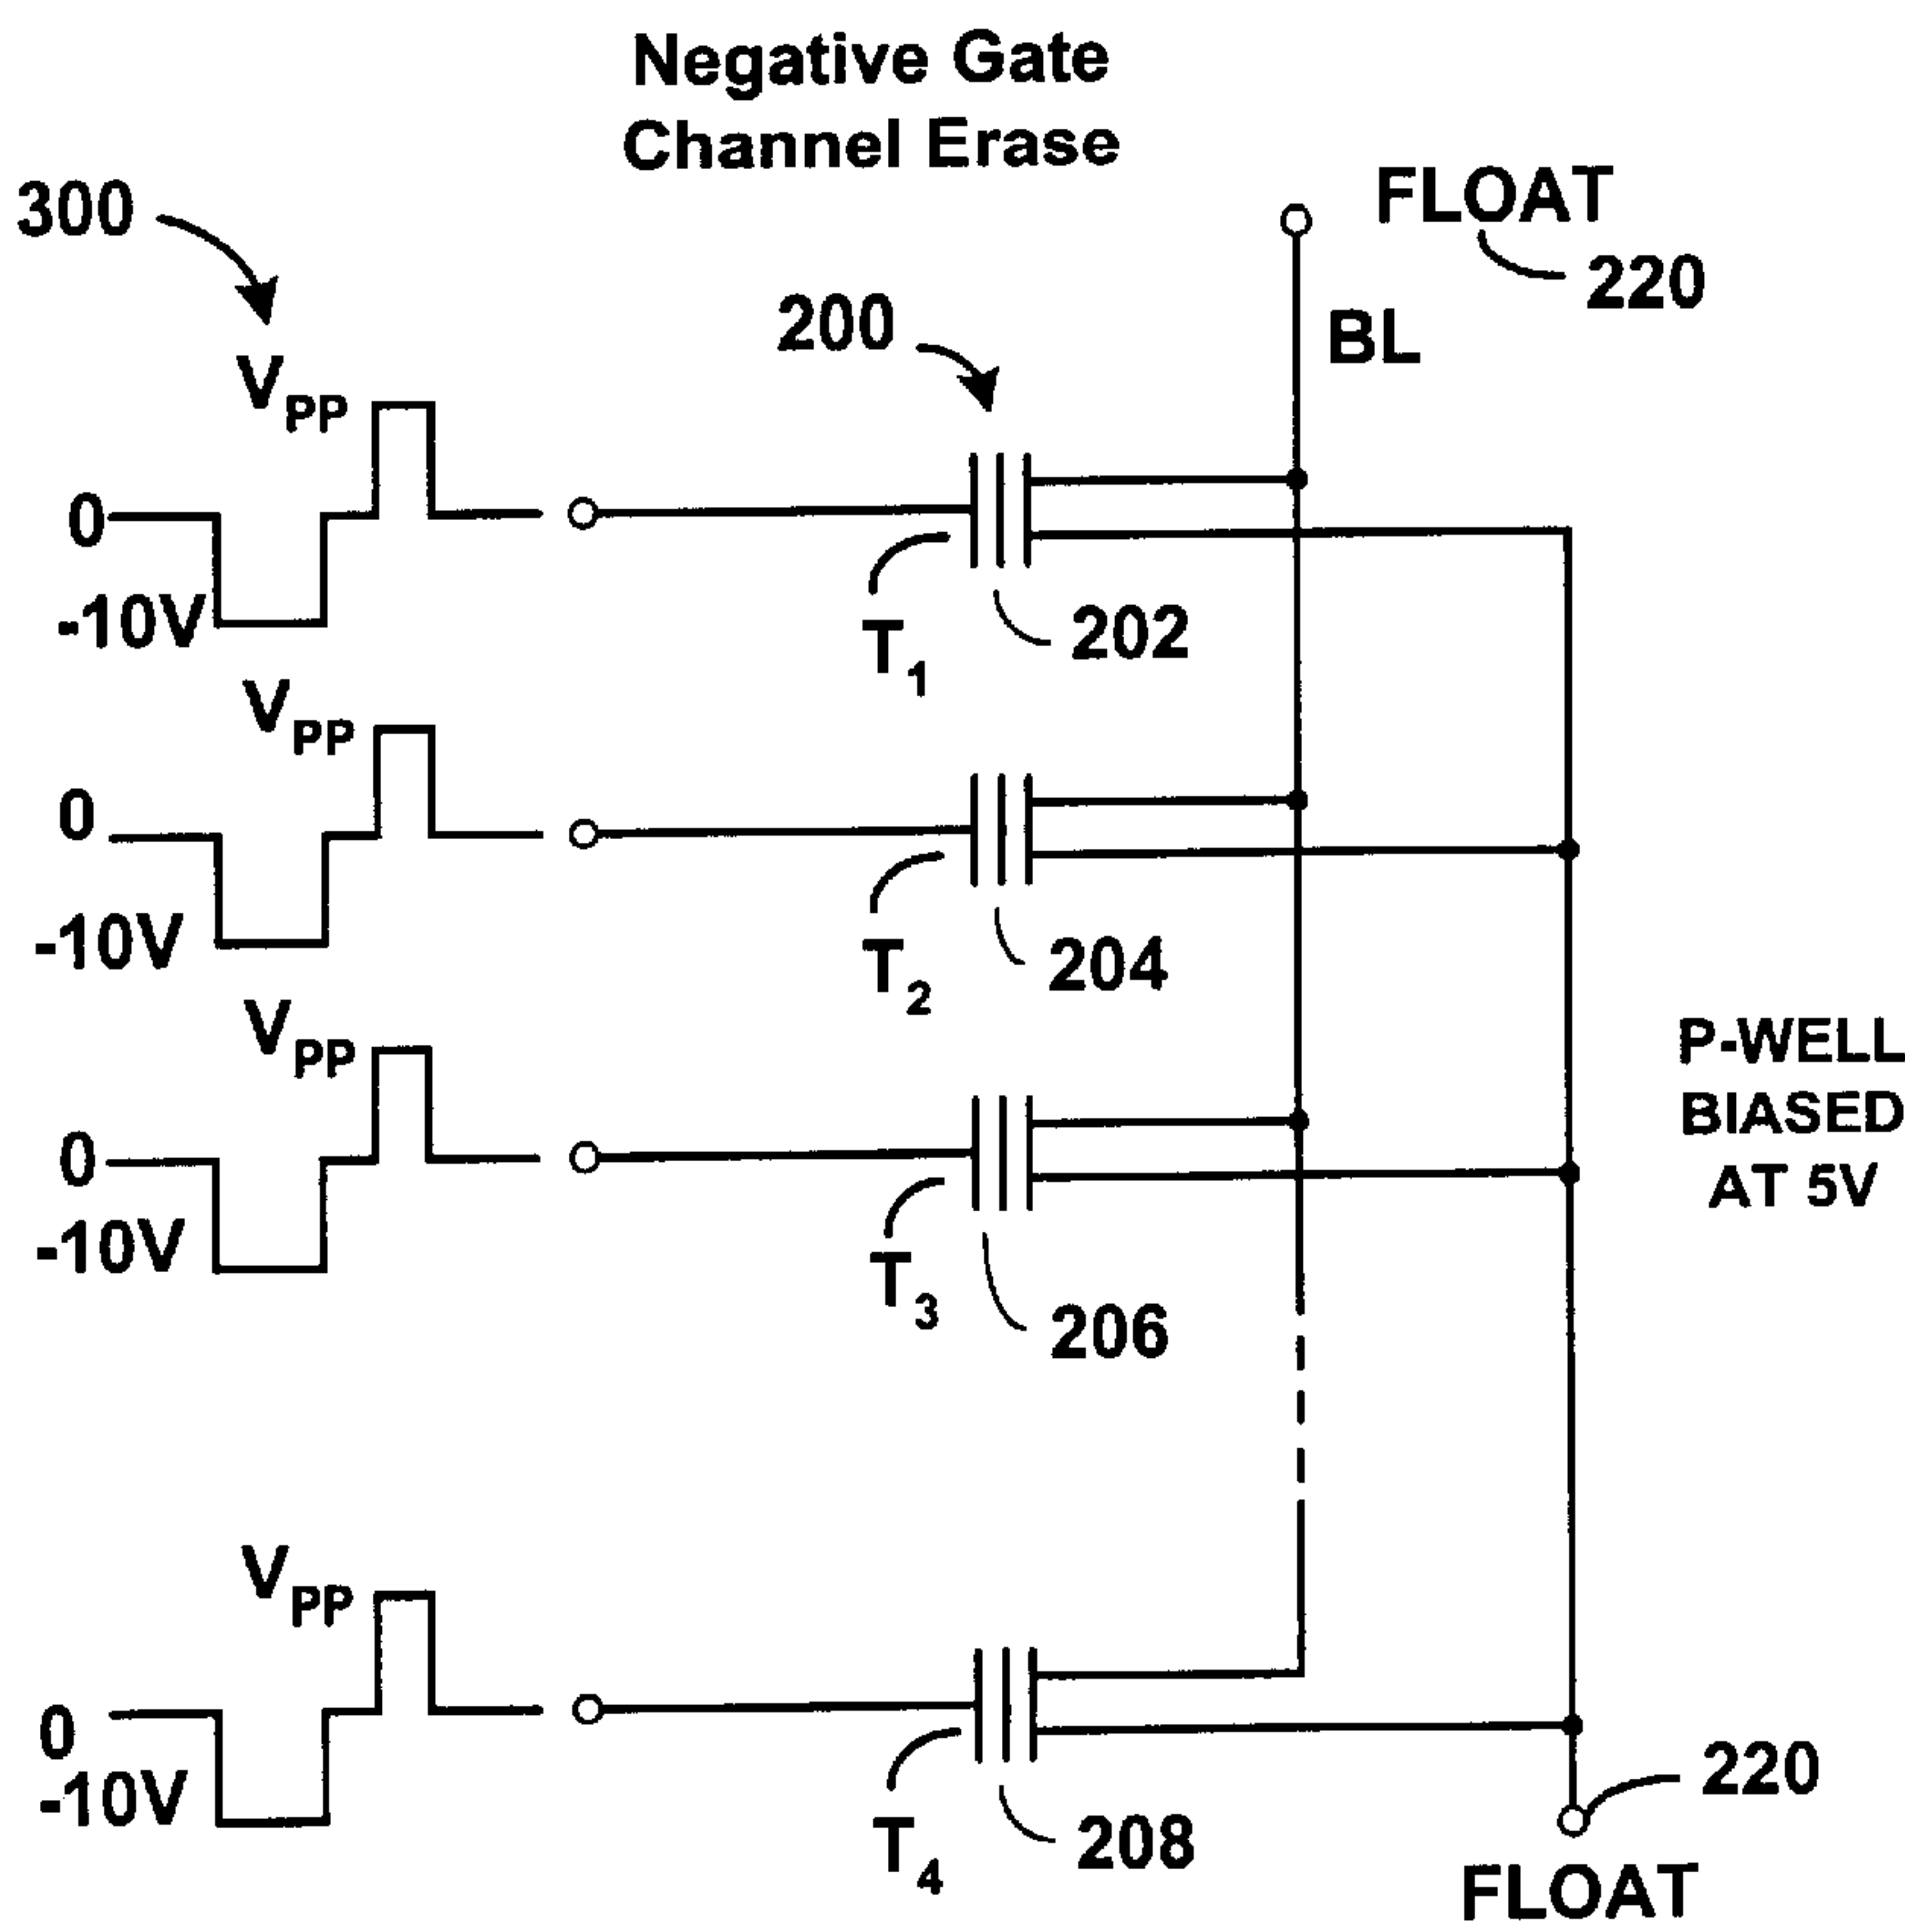 Negative Gate
Channel Erase
300
FLOAT
220
200
BL
VPP
0
-10V
T1
202
VPP
0
-10V
T2
204
VPP
0
-10V
T3
206
P-WELL
BIASED
AT 5V
VPP
0
-10V
T4
208
220
FLOAT